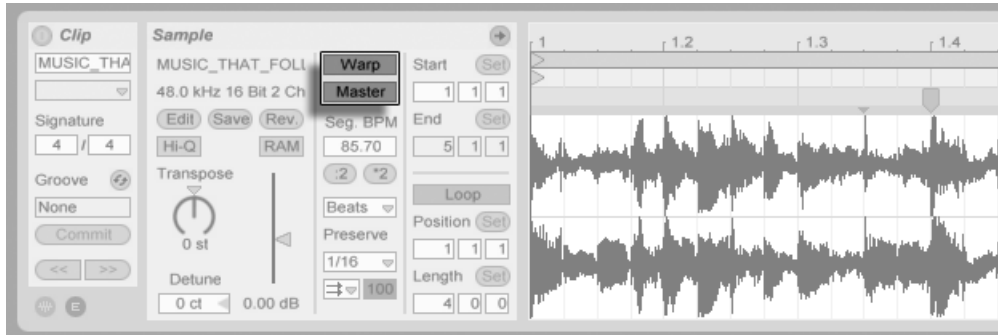 Clip
MUSIC_THA
Signature
4 / 4
Groove
None
Commit
<< >>
E
Sample
MUSIC_THAT_FOLL
48.0 kHz 16 Bit 2 Ch
Edit Save Rev.
Hi-Q RAM
Transpose
0 st
Detune
0 ct 0.00 dB
Warp
Master
Seg. BPM
85.70
:2 *2
Beats
Preserve
1/16
100
Start Set
1 1 1
End Set
5 1 1
Loop
Position Set
1 1 1
Length Set
4 0 0
1 1.2 1.3 1.4